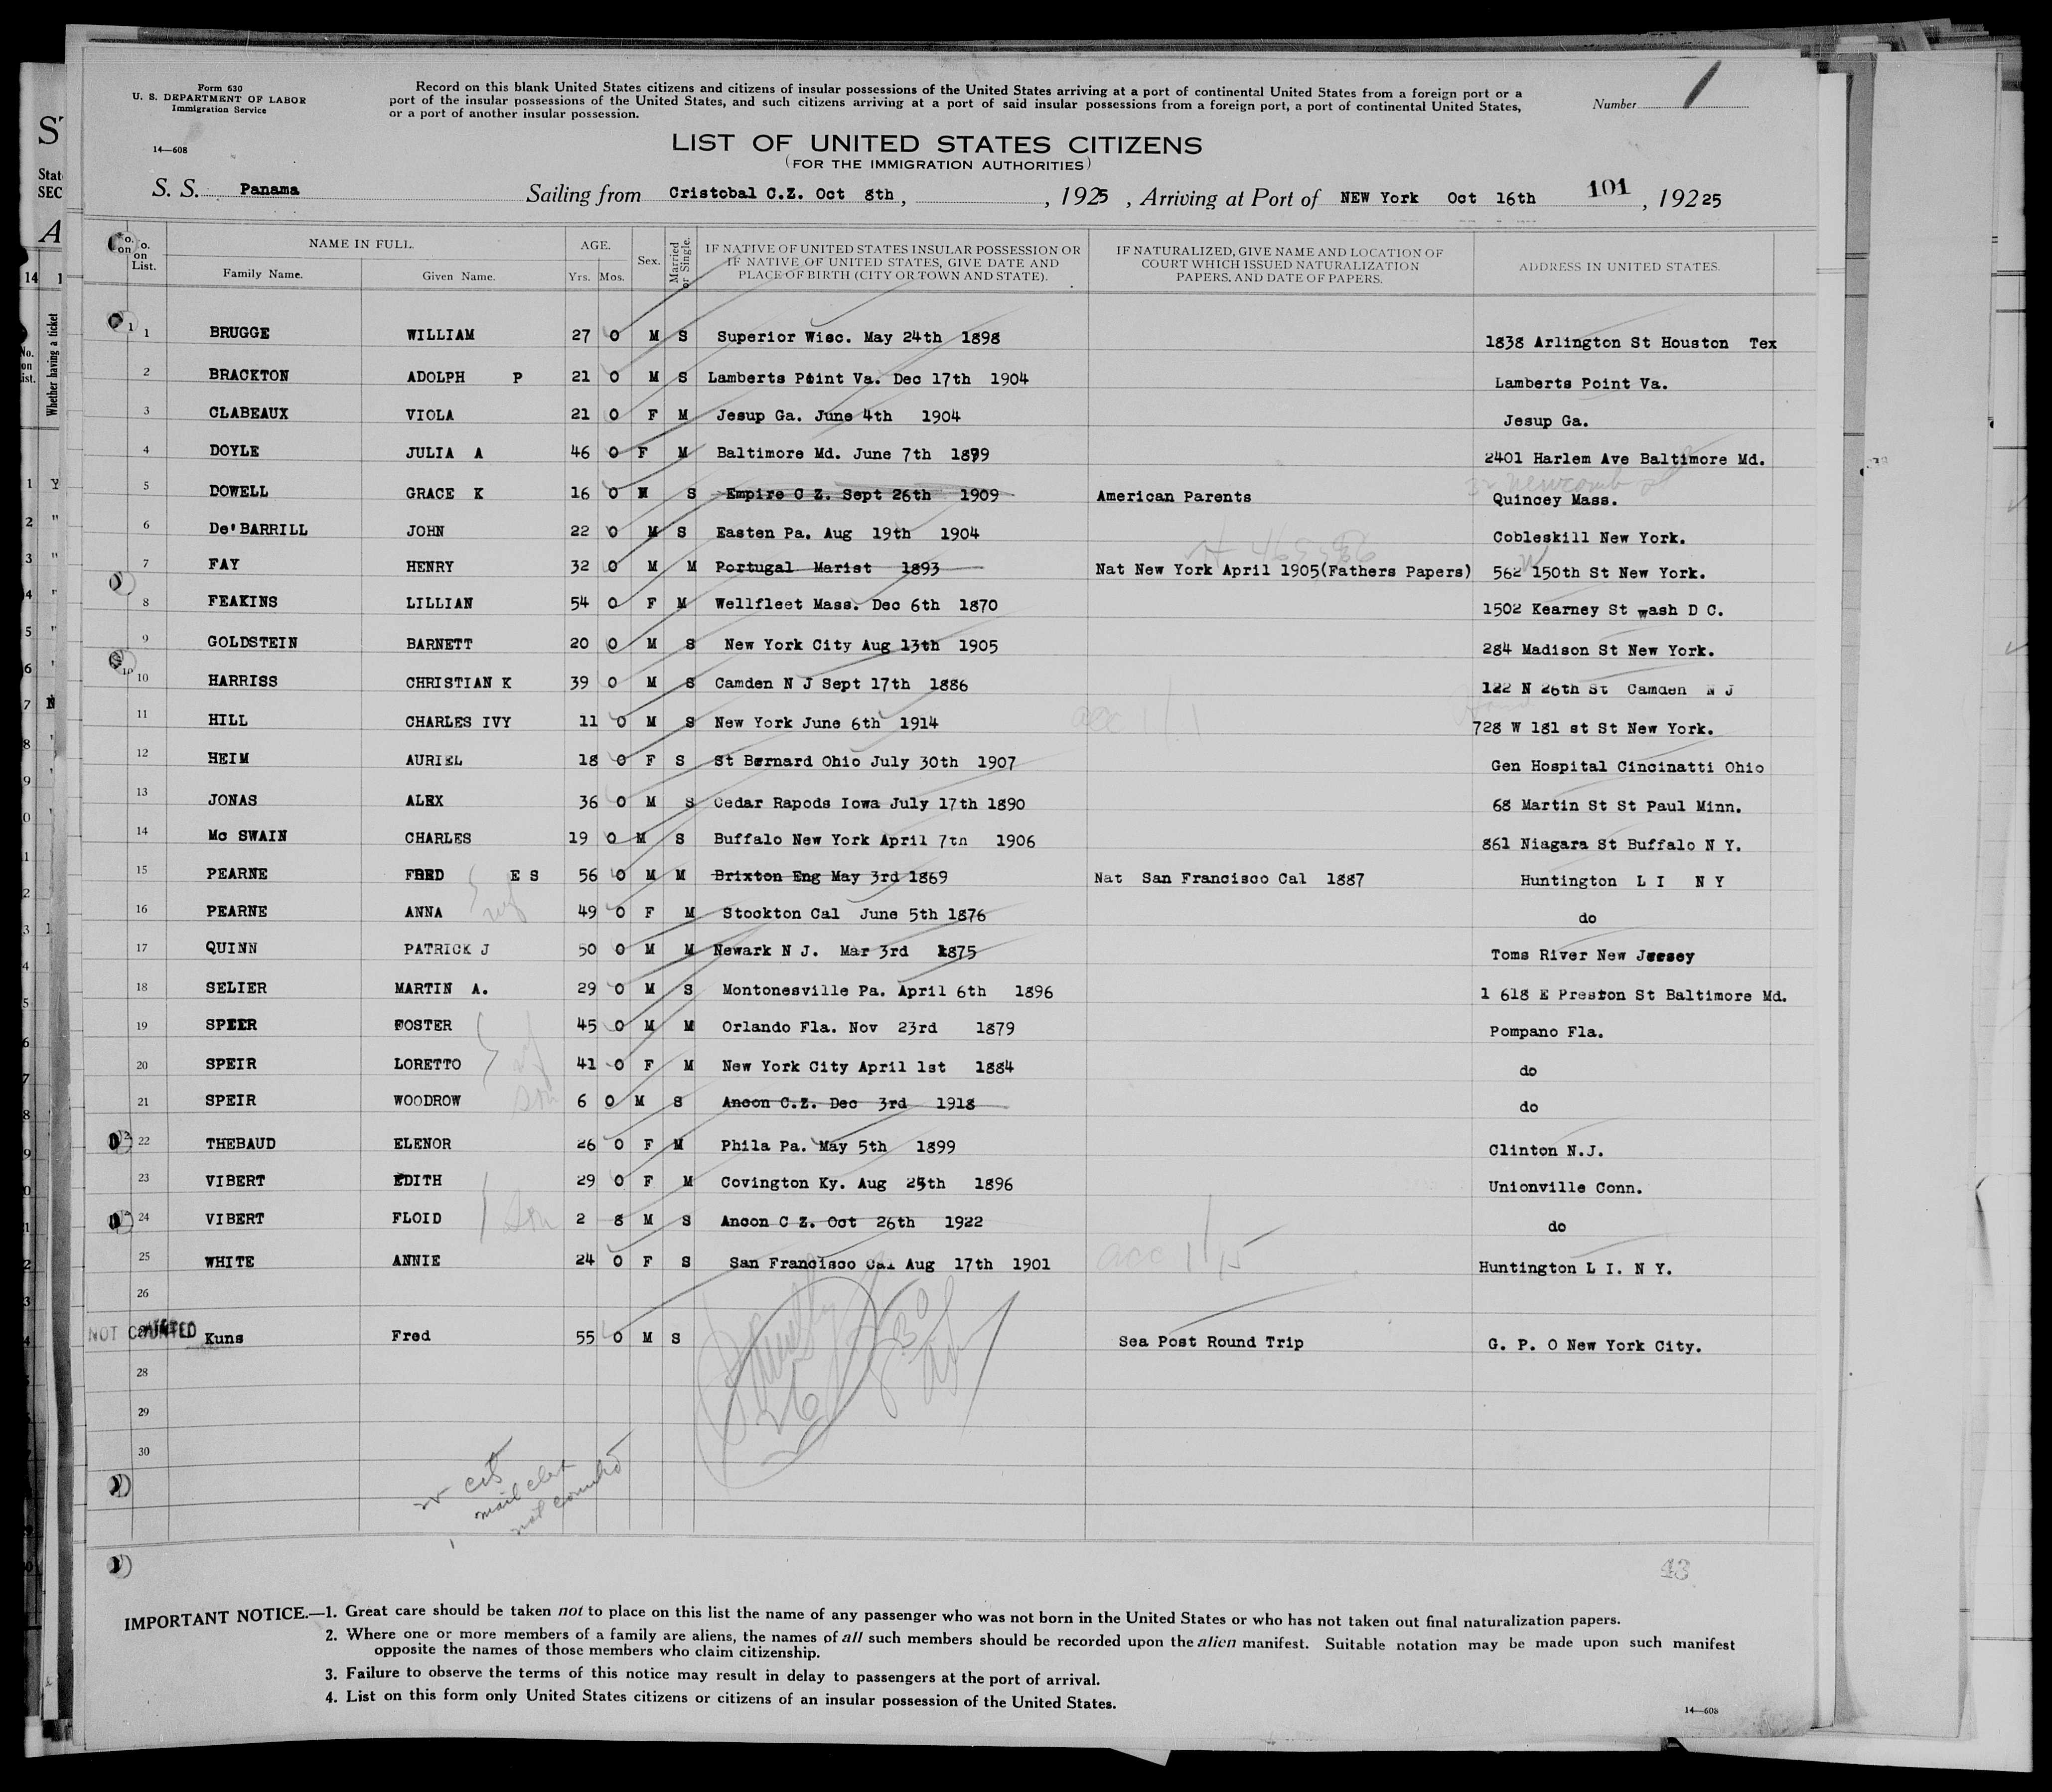 Form 630
U. S. DEPARTMENT OF LABOR
Immigration Service
14—608
Record on this blank United States citizens and citizens of insular possessions of the United States arriving at a port of continental United States from a foreign port or a
port of the insular possessions of the United States, and such citizens arriving at a port of said insular possessions from a foreign port, a port of continental United States,
or a port of another insular possession.
Number 1
LIST OF UNITED STATES CITIZENS
(FOR THE IMMIGRATION AUTHORITIES)
S. S. Panama Sailing from Cristobal C.Z. Oct 8th, , 1925 , Arriving at Port of NEW York Oct 16th 101 , 19225
No. on List. NAME IN FULL. AGE. Sex. Married or Single. IF NATIVE OF UNITED STATES INSULAR POSSESSION OR IF NATIVE OF UNITED STATES, GIVE DATE AND PLACE OF BIRTH (CITY OR TOWN AND STATE). IF NATURALIZED, GIVE NAME AND LOCATION OF COURT WHICH ISSUED NATURALIZATION PAPERS, AND DATE OF PAPERS. ADDRESS IN UNITED STATES.
Family Name. Given Name. Yrs. Mos.
1 BRUGGE WILLIAM 27 0 M S Superior Wisc. May 24th 1898 1838 Arlington St Houston Tex
2 BRACKTON ADOLPH P 21 0 M S Lamberts Point Va. Dec 17th 1904 Lamberts Point Va.
3 CLABEAUX VIOLA 21 0 F M Jesup Ga. June 4th 1904 Jesup Ga.
4 DOYLE JULIA A 46 0 F M Baltimore Md. June 7th 1879 2401 Harlem Ave Baltimore Md.
5 DOWELL GRACE K 16 0 M S Empire C Z. Sept 26th 1909 American Parents 32 Newcomb Quincey Mass.
6 De'BARRILL JOHN 22 0 M S Easten Pa. Aug 19th 1904 Cobleskill New York.
7 FAY HENRY 32 0 M M Portugal Marist 1893 Nat New York April 1905(Fathers Papers) 562 W 150th St New York.
8 FEAKINS LILLIAN 54 0 F M Wellfleet Mass. Dec 6th 1870 1502 Kearney St wash D C.
9 GOLDSTEIN BARNETT 20 0 M S New York City Aug 13th 1905 284 Madison St New York.
10 HARRISS CHRISTIAN K 39 0 M S Camden N J Sept 17th 1886 122 N 26th St Camden N J
11 HILL CHARLES IVY 11 0 M S New York June 6th 1914 728 W 181 st St New York.
12 HEIM AURIEL 18 0 F S St Bernard Ohio July 30th 1907 Gen Hospital Cincinatti Ohio
13 JONAS ALEX 36 0 M S Cedar Rapods Iowa July 17th 1890 68 Martin St St Paul Minn.
14 Mc SWAIN CHARLES 19 0 M S Buffalo New York April 7th 1906 861 Niagara St Buffalo N Y.
15 PEARNE FRED E S 56 0 M M Brixton Eng May 3rd 1869 Nat San Francisco Cal 1887 Huntington L I N Y
16 PEARNE ANNA wf 49 0 F M Stockton Cal June 5th 1876 do
17 QUINN PATRICK J 50 0 M M Newark N J. Mar 3rd 1875 Toms River New Jersey
18 SELIER MARTIN A. 29 0 M S Montonesville Pa. April 6th 1896 1 618 E Preston St Baltimore Md.
19 SPEIR FOSTER 45 0 M M Orlando Fla. Nov 23rd 1879 Pompano Fla.
20 SPEIR LORETTO wf 41 0 F M New York City April 1st 1884 do
21 SPEIR WOODROW son 6 0 M S Ancon C.Z. Dec 3rd 1918 do
22 THEBAUD ELENOR 26 0 F M Phila Pa. May 5th 1899 Clinton N.J.
23 VIBERT EDITH 29 0 F M Covington Ky. Aug 25th 1896 Unionville Conn.
24 VIBERT FLOID son 2 8 M S Ancon C Z. Oct 26th 1922 do
25 WHITE ANNIE 24 0 F S San Francisco Cal Aug 17th 1901 Huntington L I. N Y.
26
NOT COUNTED Kuns Fred 55 0 M S Sea Post Round Trip G. P. O New York City.
28
29
30
cits
mail clerk
not counted
43
IMPORTANT NOTICE.—1. Great care should be taken not to place on this list the name of any passenger who was not born in the United States or who has not taken out final naturalization papers.
2. Where one or more members of a family are aliens, the names of all such members should be recorded upon the alien manifest. Suitable notation may be made upon such manifest
opposite the names of those members who claim citizenship.
3. Failure to observe the terms of this notice may result in delay to passengers at the port of arrival.
4. List on this form only United States citizens or citizens of an insular possession of the United States.
14—608